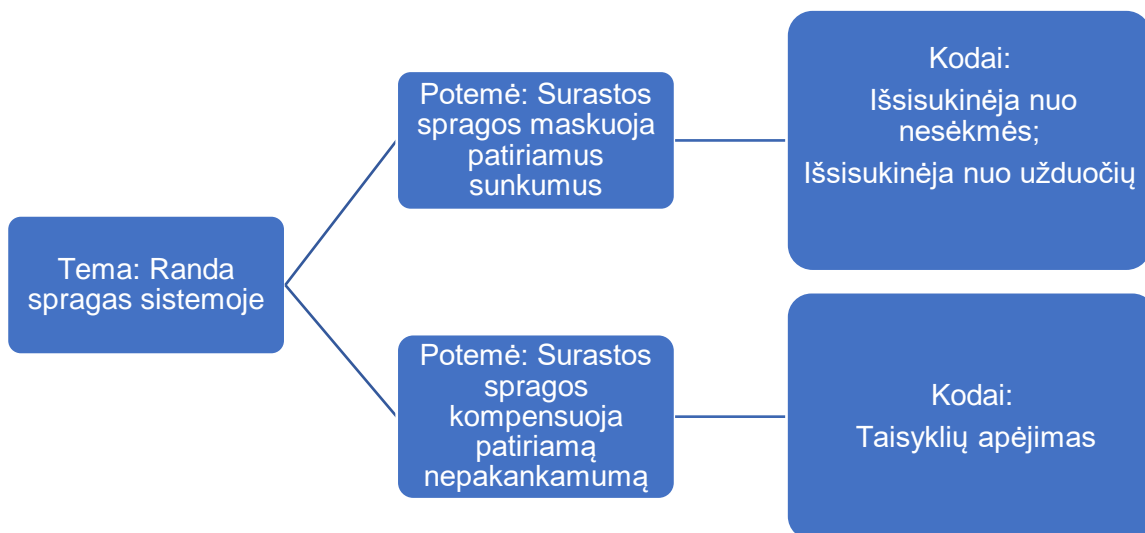 Tema: Randa
spragas sistemoje
Potemė: Surastos
spragos maskuoja
patiriamus
sunkumus
Kodai:
Išsisukinėja nuo
nesėkmės;
Išsisukinėja nuo užduočių
Potemė: Surastos
spragos
kompensuoja
patiriamą
nepakankamumą
Kodai:
Taisyklių apėjimas